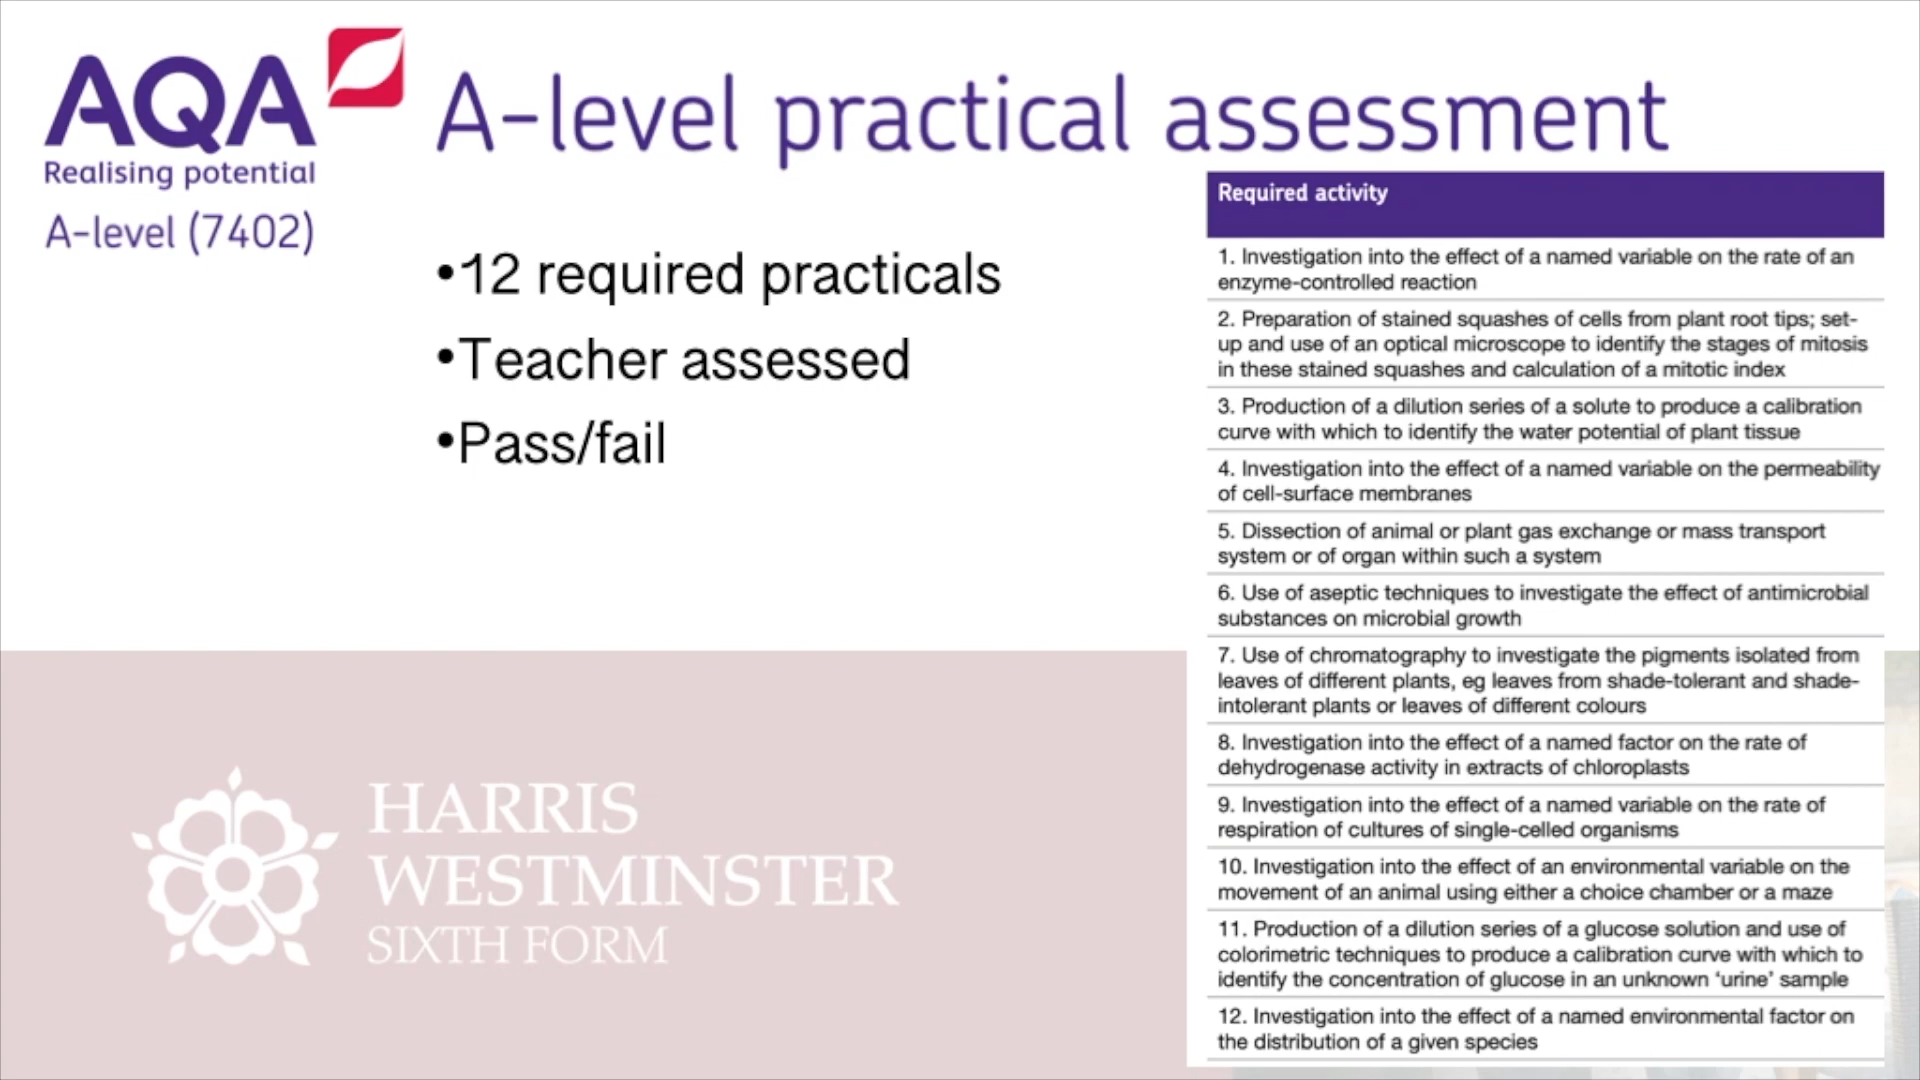 AQA
Realising potential
A-level (7402)
A-level practical assessment
•12 required practicals
•Teacher assessed
•Pass/fail
Required activity
1. Investigation into the effect of a named variable on the rate of an
enzyme-controlled reaction
2. Preparation of stained squashes of cells from plant root tips; set-
up and use of an optical microscope to identify the stages of mitosis
in these stained squashes and calculation of a mitotic index
3. Production of a dilution series of a solute to produce a calibration
curve with which to identify the water potential of plant tissue
4. Investigation into the effect of a named variable on the permeability
of cell-surface membranes
5. Dissection of animal or plant gas exchange or mass transport
system or of organ within such a system
6. Use of aseptic techniques to investigate the effect of antimicrobial
substances on microbial growth
7. Use of chromatography to investigate the pigments isolated from
leaves of different plants, eg leaves from shade-tolerant and shade-
intolerant plants or leaves of different colours
8. Investigation into the effect of a named factor on the rate of
dehydrogenase activity in extracts of chloroplasts
9. Investigation into the effect of a named variable on the rate of
respiration of cultures of single-celled organisms
10. Investigation into the effect of an environmental variable on the
movement of an animal using either a choice chamber or a maze
11. Production of a dilution series of a glucose solution and use of
colorimetric techniques to produce a calibration curve with which to
identify the concentration of glucose in an unknown ‘urine’ sample
12. Investigation into the effect of a named environmental factor on
the distribution of a given species
HARRIS
WESTMINSTER
SIXTH FORM